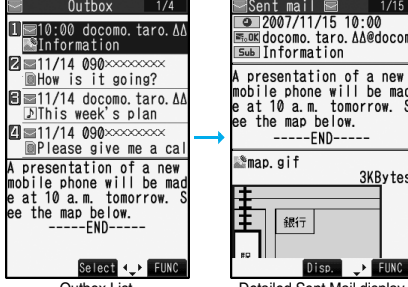 Outbox 1/4
1 10:00 docomo.taro.ΔΔ
Information
2 11/14 090××××××××
How is it going?
3 11/14 docomo.taro.ΔΔ
This week's plan
4 11/14 090××××××××
Please give me a cal
A presentation of a new
mobile phone will be mad
e at 10 a.m. tomorrow. S
ee the map below.
-----END-----
Select FUNC
Outbox List
Sent mail 1/15
2007/11/15 10:00
OK docomo.taro.ΔΔ@docom
Sub Information
A presentation of a new
mobile phone will be mad
e at 10 a.m. tomorrow. S
ee the map below.
-----END-----
map.gif
3KBytes
銀行
Disp. FUNC
Detailed Sent Mail display